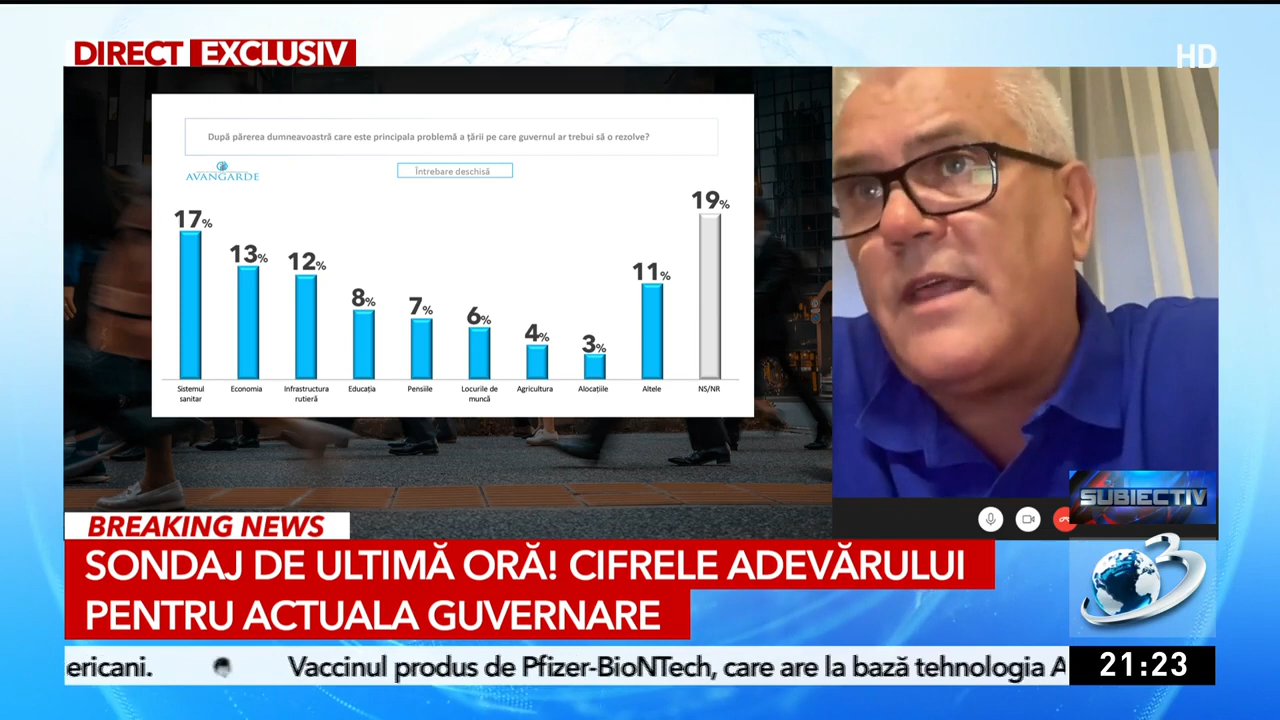 DIRECT EXCLUSIV
HD
După părerea dumneavoastră care este principala problemă a țării pe care guvernul ar trebui să o rezolve?
AVANGARDE
Întrebare deschisă
17%
13%
12%
8%
7%
6%
4%
3%
11%
19%
Sistemul sanitar
Economia
Infrastructura rutieră
Educația
Pensiile
Locurile de muncă
Agricultura
Alocațiile
Altele
NS/NR
SUBIECTIV
BREAKING NEWS
SONDAJ DE ULTIMĂ ORĂ! CIFRELE ADEVĂRULUI
PENTRU ACTUALA GUVERNARE
3
ericani. Vaccinul produs de Pfizer-BioNTech, care are la bază tehnologia A
21:23